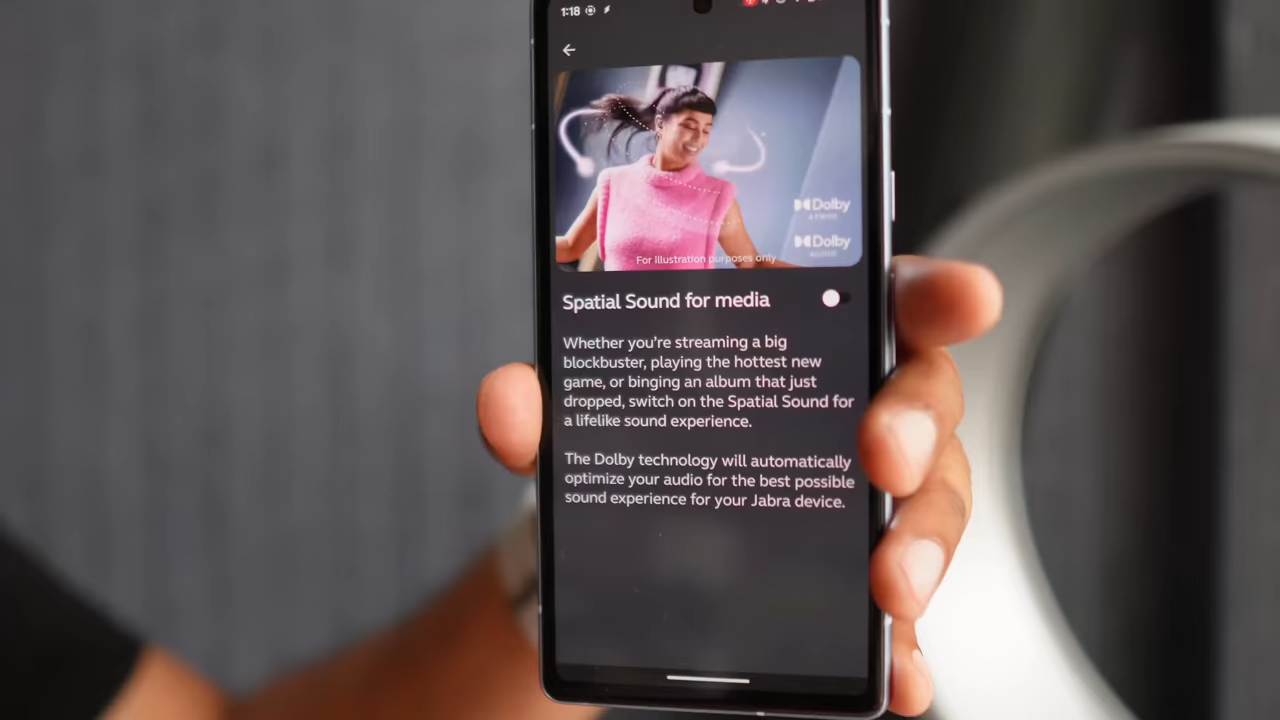 1:18
Dolby
Dolby
For illustration purposes only
Spatial Sound for media
Whether you're streaming a big
blockbuster, playing the hottest new
game, or binging an album that just
dropped, switch on the Spatial Sound for
a lifelike sound experience.
The Dolby technology will automatically
optimize your audio for the best possible
sound experience for your Jabra device.